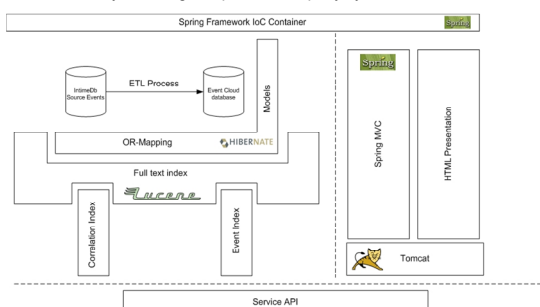 Spring Framework IoC Container
Spring
Spring
ETL Process
IntimeDb
Source Events
Event Cloud
database
Models
OR-Mapping
HIBERNATE
Full text index
Lucene
Correlation Index
Event Index
Spring MVC
HTML Presentation
Tomcat
Service API